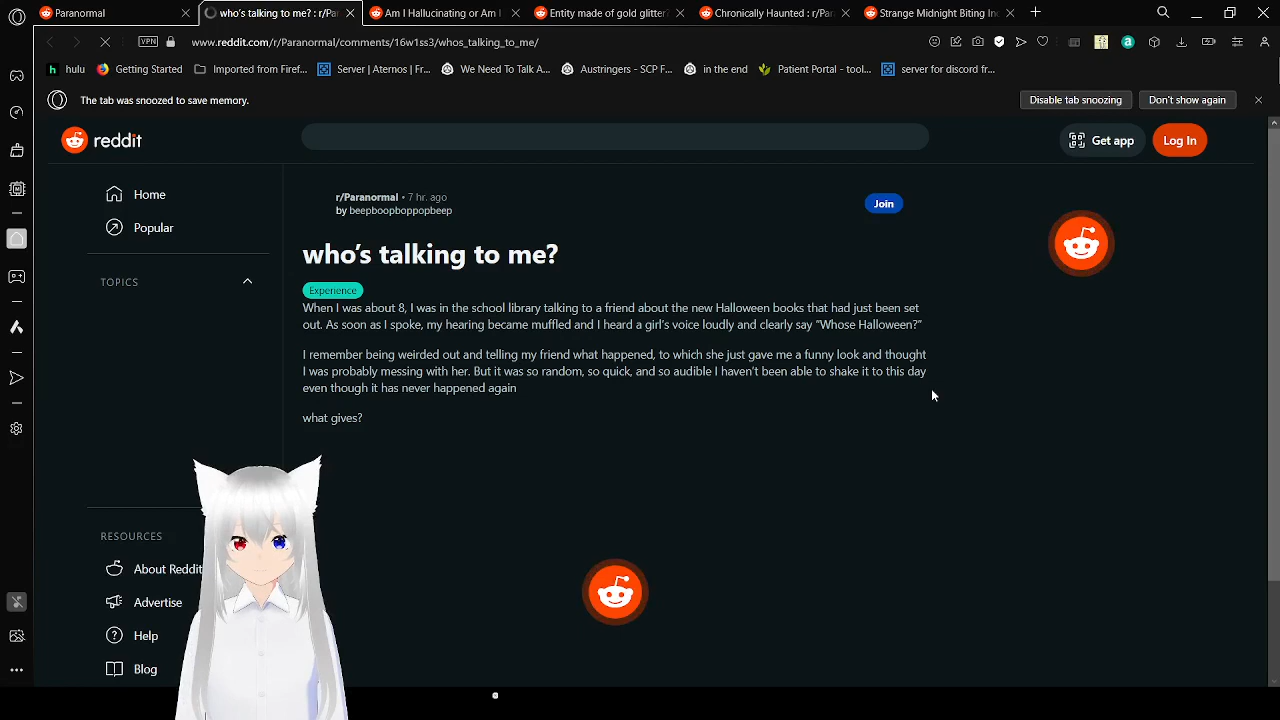 Paranormal
who's talking to me? : r/Pa
Am I Hallucinating or Am I
Entity made of gold glitter?
Chronically Haunted : r/Par
Strange Midnight Biting Inc
VPN
www.reddit.com/r/Paranormal/comments/16w1ss3/whos_talking_to_me/
h hulu
Getting Started
Imported from Firef...
Server | Aternos | Fr...
We Need To Talk A...
Austringers - SCP F...
in the end
Patient Portal - tool...
server for discord fr...
The tab was snoozed to save memory.
Disable tab snoozing
Don't show again
reddit
Get app
Log In
Home
Popular
TOPICS
r/Paranormal • 7 hr. ago
by beepboopboppopbeep
Join
who's talking to me?
Experience
When I was about 8, I was in the school library talking to a friend about the new Halloween books that had just been set
out. As soon as I spoke, my hearing became muffled and I heard a girl's voice loudly and clearly say “Whose Halloween?”
I remember being weirded out and telling my friend what happened, to which she just gave me a funny look and thought
I was probably messing with her. But it was so random, so quick, and so audible I haven't been able to shake it to this day
even though it has never happened again
what gives?
RESOURCES
About Reddit
Advertise
Help
Blog